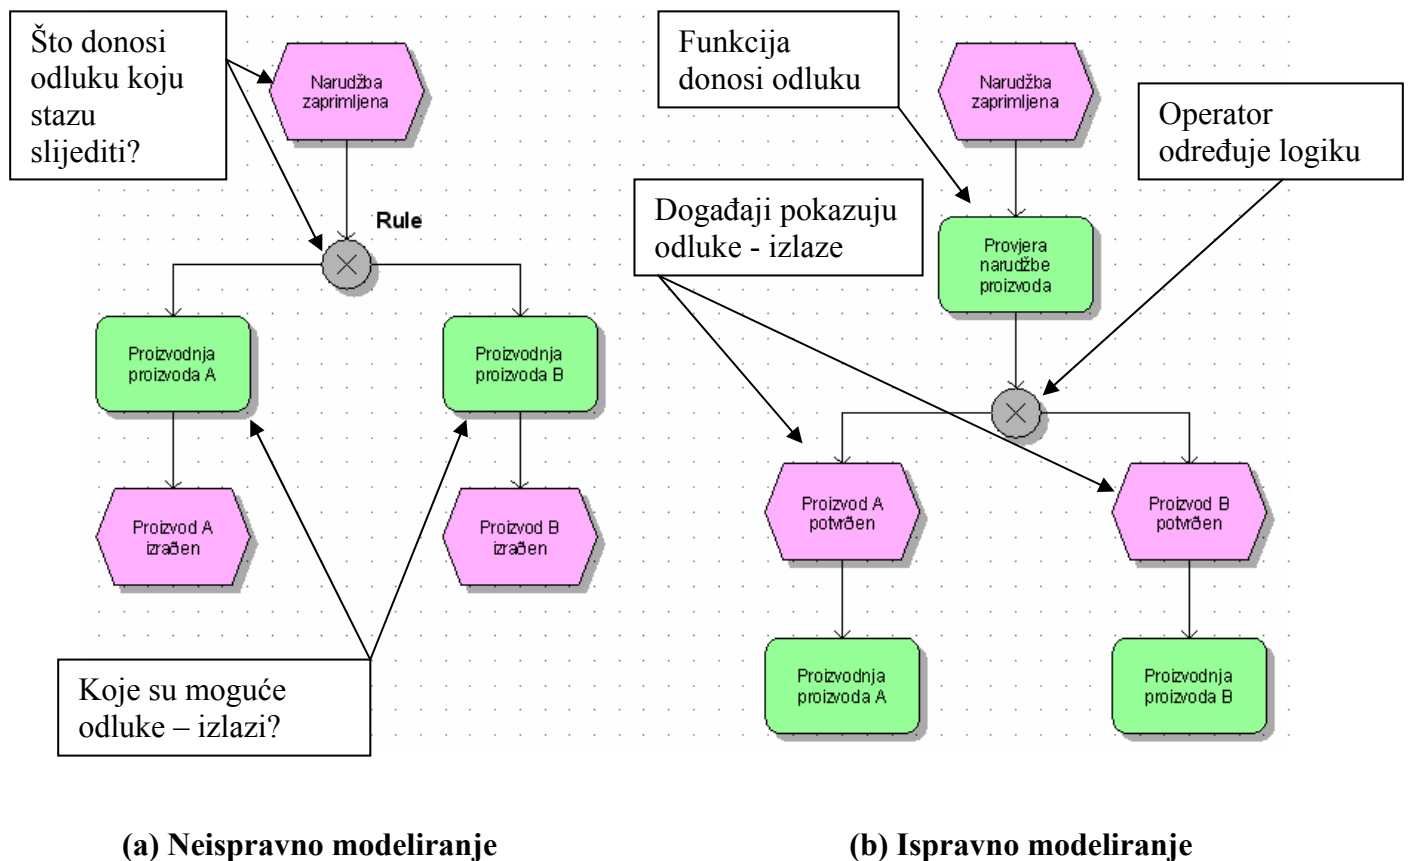 Što donosi
odluku koju
stazu
slijediti?
Narudžba
zaprimljena
Rule
Proizvodnja
proizvoda A
Proizvodnja
proizvoda B
Proizvod A
izrađen
Proizvod B
izrađen
Koje su moguće
odluke – izlazi?
(a) Neispravno modeliranje
Funkcija
donosi odluku
Narudžba
zaprimljena
Operator
određuje logiku
Događaji pokazuju
odluke - izlaze
Provjera
narudžbe
proizvoda
Proizvod A
potvrđen
Proizvod B
potvrđen
Proizvodnja
proizvoda A
Proizvodnja
proizvoda B
(b) Ispravno modeliranje